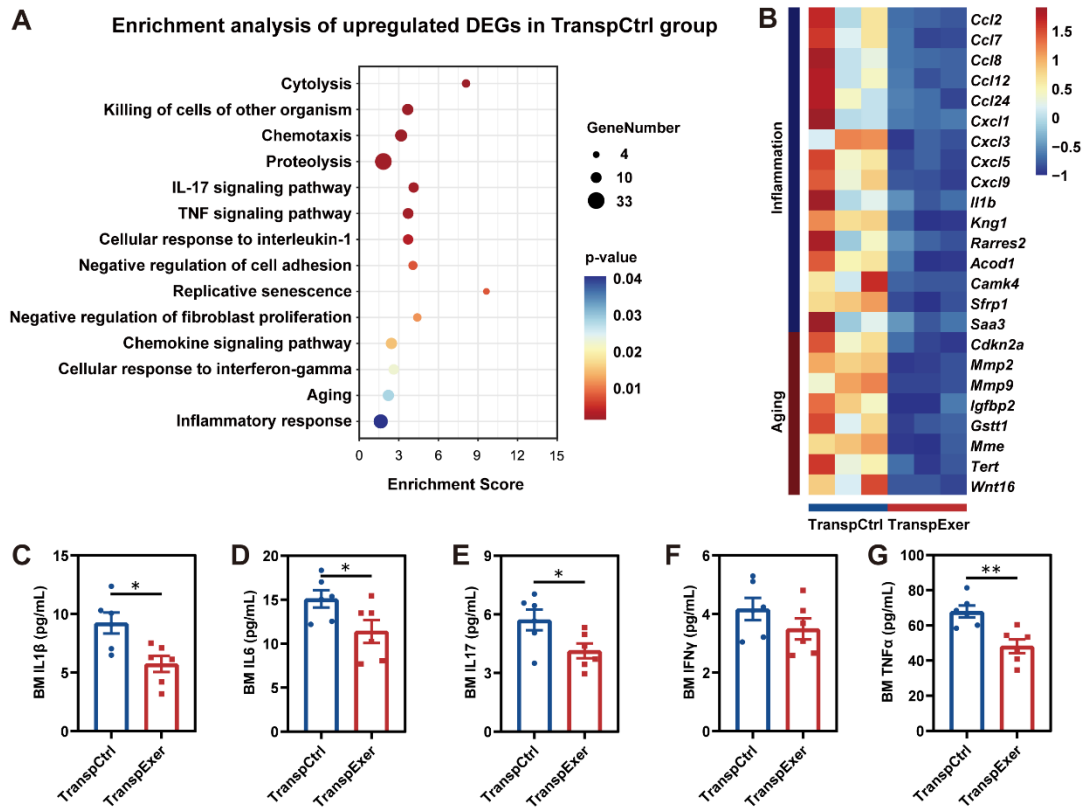 A
Enrichment analysis of upregulated DEGs in TranspCtrl group
Cytolysis
Killing of cells of other organism
Chemotaxis
Proteolysis
IL-17 signaling pathway
TNF signaling pathway
Cellular response to interleukin-1
Negative regulation of cell adhesion
Replicative senescence
Negative regulation of fibroblast proliferation
Chemokine signaling pathway
Cellular response to interferon-gamma
Aging
Inflammatory response
3 6 9 12 15
Enrichment Score
GeneNumber
4
10
33
p-value
0.04
0.03
0.02
0.01
B
Inflammation
Aging
Ccl2
Ccl7
Ccl8
Ccl12
Ccl24
Cxcl1
Cxcl3
Cxcl5
Cxcl9
Il1b
Kng1
Rarres2
Acod1
Camk4
Sfrp1
Saa3
Cdkn2a
Mmp2
Mmp9
Igfbp2
Gstt1
Mme
Tert
Wnt16
TranspCtrl TranspExer
1.5
1
0.5
0
−0.5
−1
C
BM IL1β (pg/mL)
15
10
5
0
*
TranspCtrl
TranspExer
D
BM IL6 (pg/mL)
20
15
10
5
0
*
TranspCtrl
TranspExer
E
BM IL17 (pg/mL)
9
6
3
0
*
TranspCtrl
TranspExer
F
BM IFNγ (pg/mL)
6
4
2
0
TranspCtrl
TranspExer
G
BM TNFα (pg/mL)
100
80
60
40
20
0
**
TranspCtrl
TranspExer